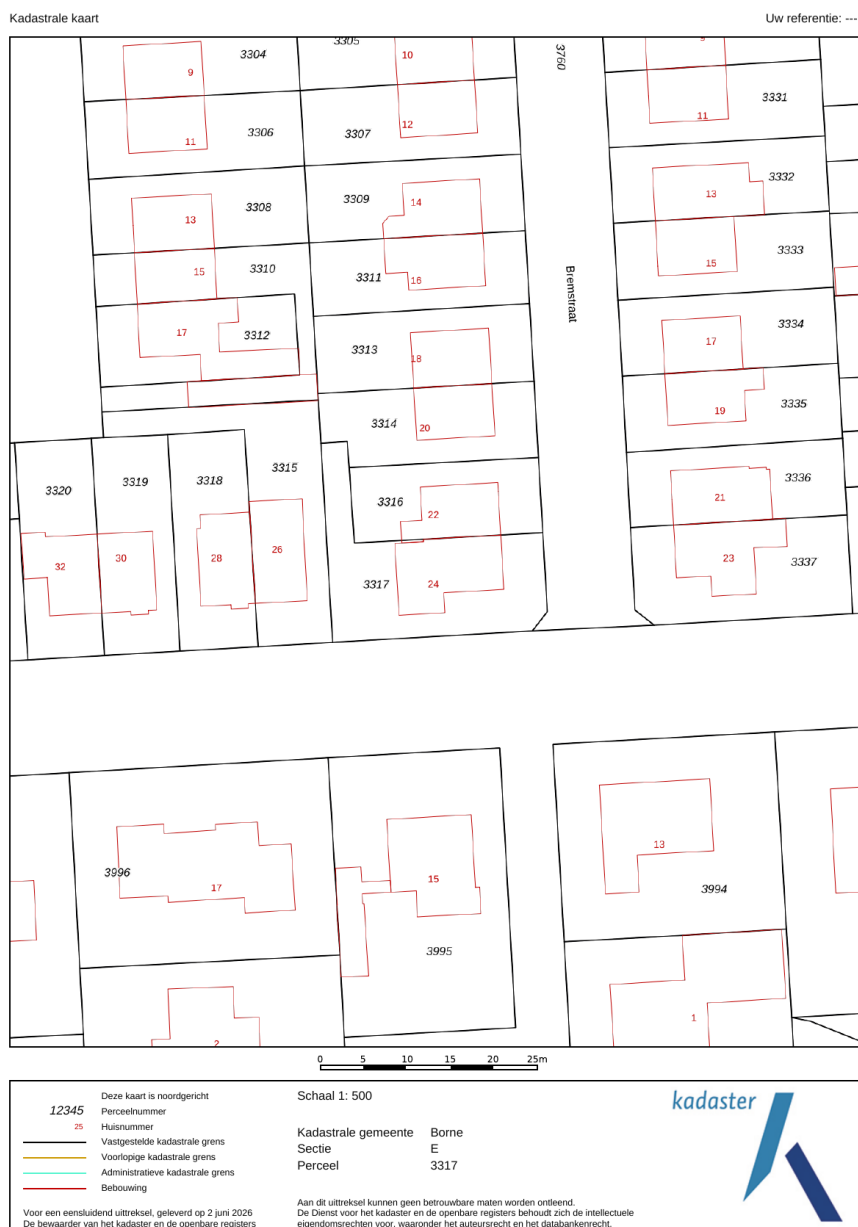 Kadastrale kaart
Uw referentie: ---
3304
3305
10
3760
9
9
3331
11
12
3306
3307
11
3332
3309
14
13
3308
13
3333
15
3310
3311
16
15
Bremstraat
3334
17
3312
3313
17
18
3335
19
3314
20
3315
3336
3320
3319
3318
21
3316
22
26
32
30
28
23
3337
3317
24
13
3996
17
15
3994
3995
1
2
0 5 10 15 20 25m
Deze kaart is noordgericht
12345 Perceelnummer
25 Huisnummer
Vastgestelde kadastrale grens
Voorlopige kadastrale grens
Administratieve kadastrale grens
Bebouwing
Voor een eensluidend uittreksel, geleverd op 2 juni 2026
De bewaarder van het kadaster en de openbare registers
Schaal 1: 500
Kadastrale gemeente Borne
Sectie E
Perceel 3317
Aan dit uittreksel kunnen geen betrouwbare maten worden ontleend.
De Dienst voor het kadaster en de openbare registers behoudt zich de intellectuele
eigendomsrechten voor, waaronder het auteursrecht en het databankenrecht.
kadaster